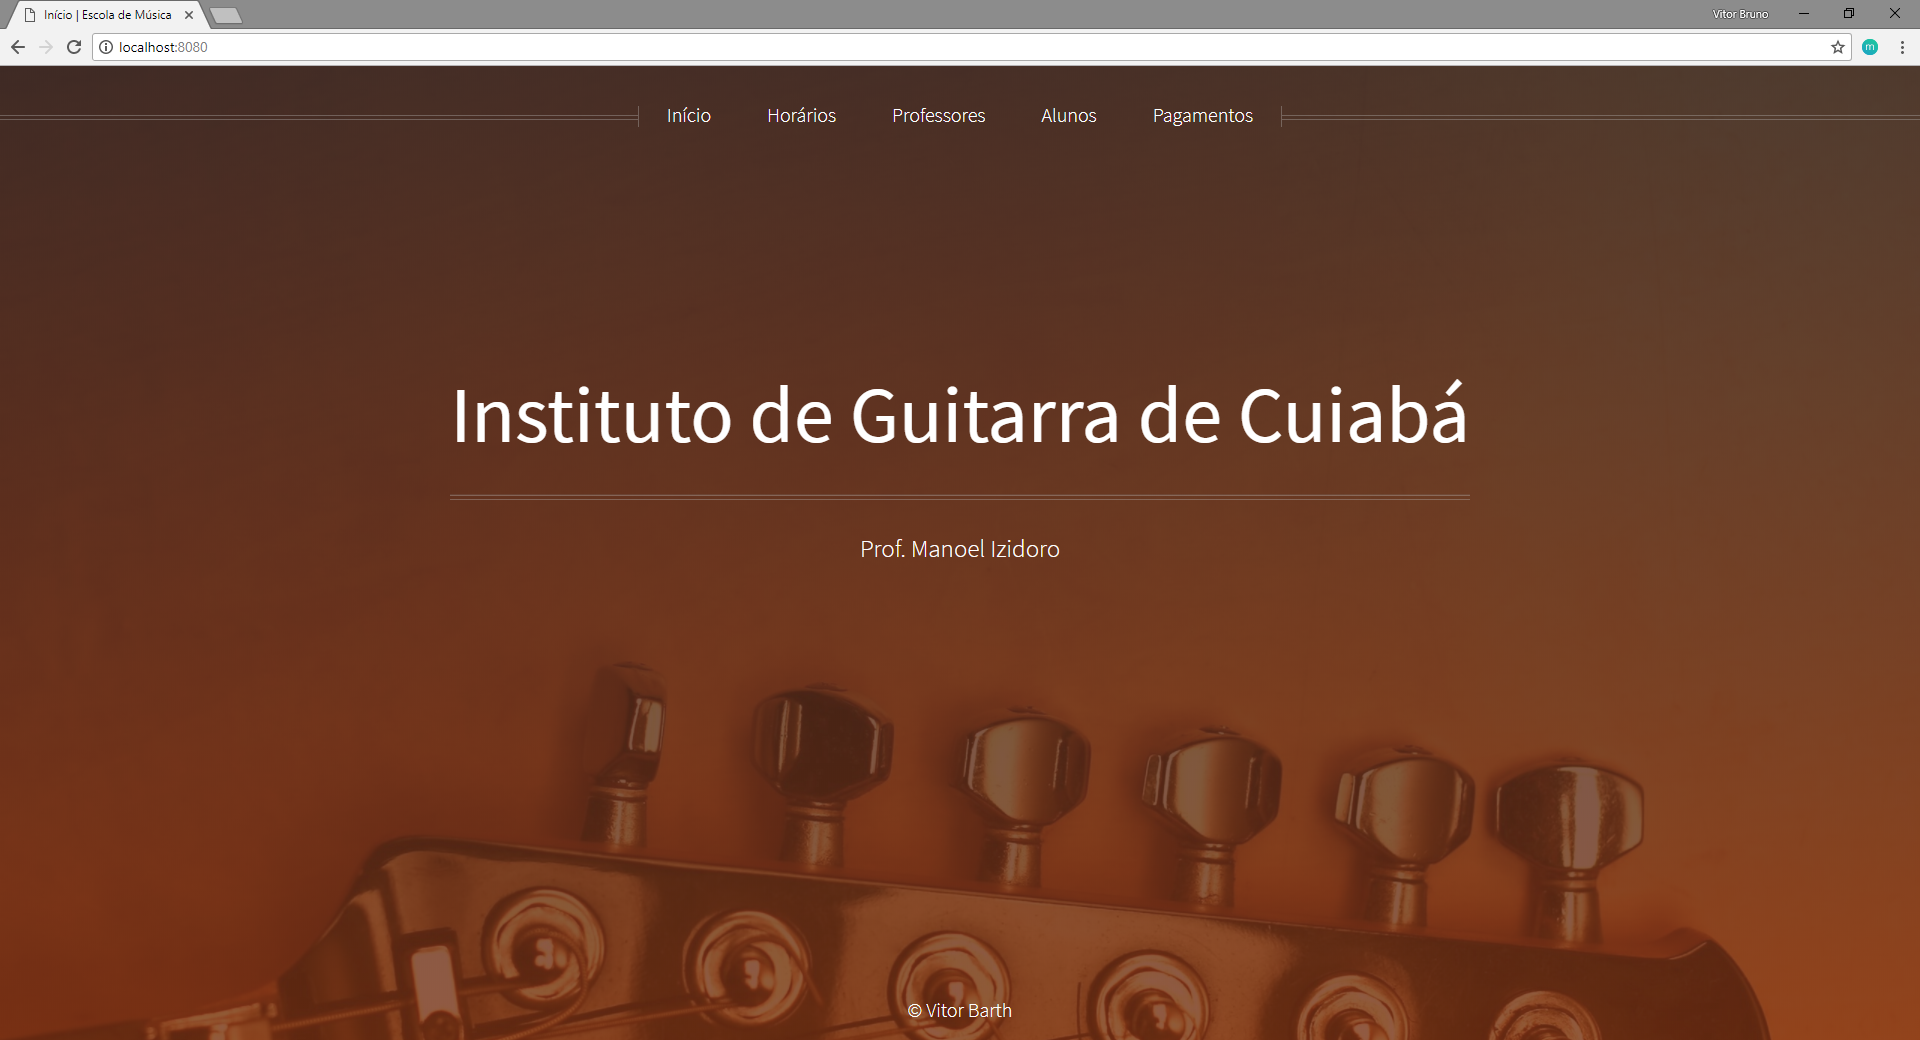 Início | Escola de Música
Vitor Bruno
localhost:8080
m
Início Horários Professores Alunos Pagamentos
Instituto de Guitarra de Cuiabá
Prof. Manoel Izidoro
© Vitor Barth